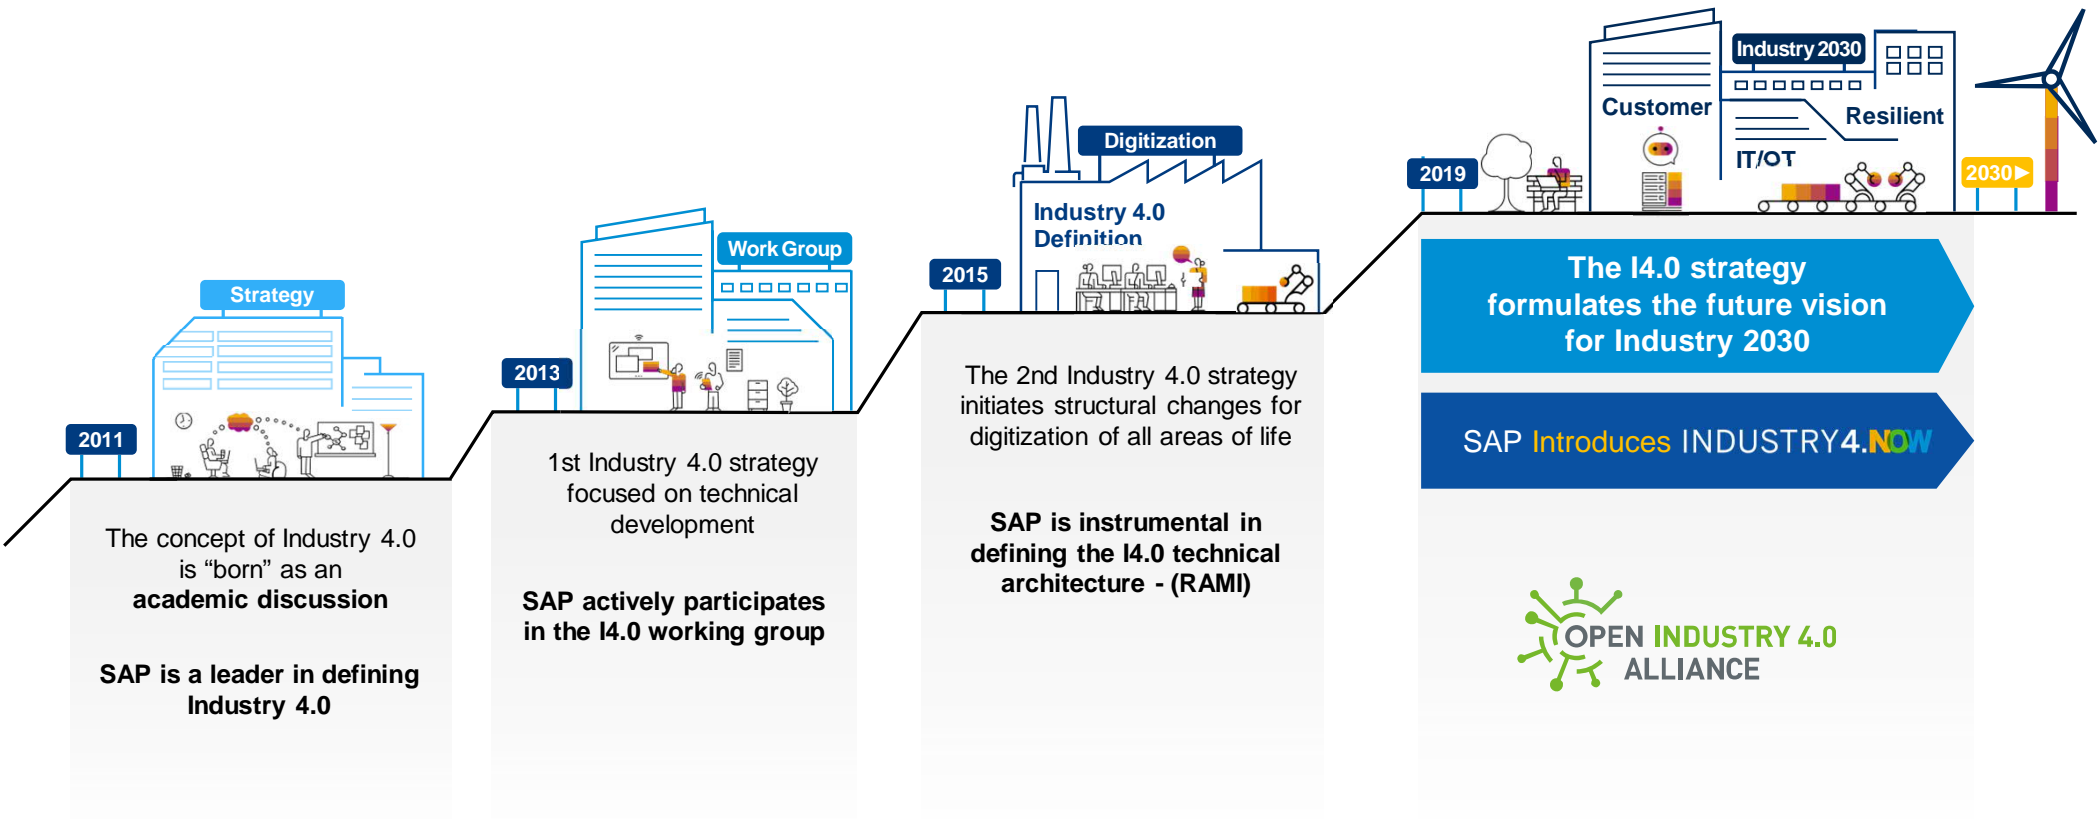 Strategy
2011
The concept of Industry 4.0
is “born” as an
academic discussion
SAP is a leader in defining
Industry 4.0
Work Group
2013
1st Industry 4.0 strategy
focused on technical
development
SAP actively participates
in the I4.0 working group
Digitization
Industry 4.0
Definition
2015
The 2nd Industry 4.0 strategy
initiates structural changes for
digitization of all areas of life
SAP is instrumental in
defining the I4.0 technical
architecture - (RAMI)
Industry 2030
Customer
Resilient
IT/OT
2019
2030
The I4.0 strategy
formulates the future vision
for Industry 2030
SAP Introduces INDUSTRY4.NOW
OPEN INDUSTRY 4.0
ALLIANCE